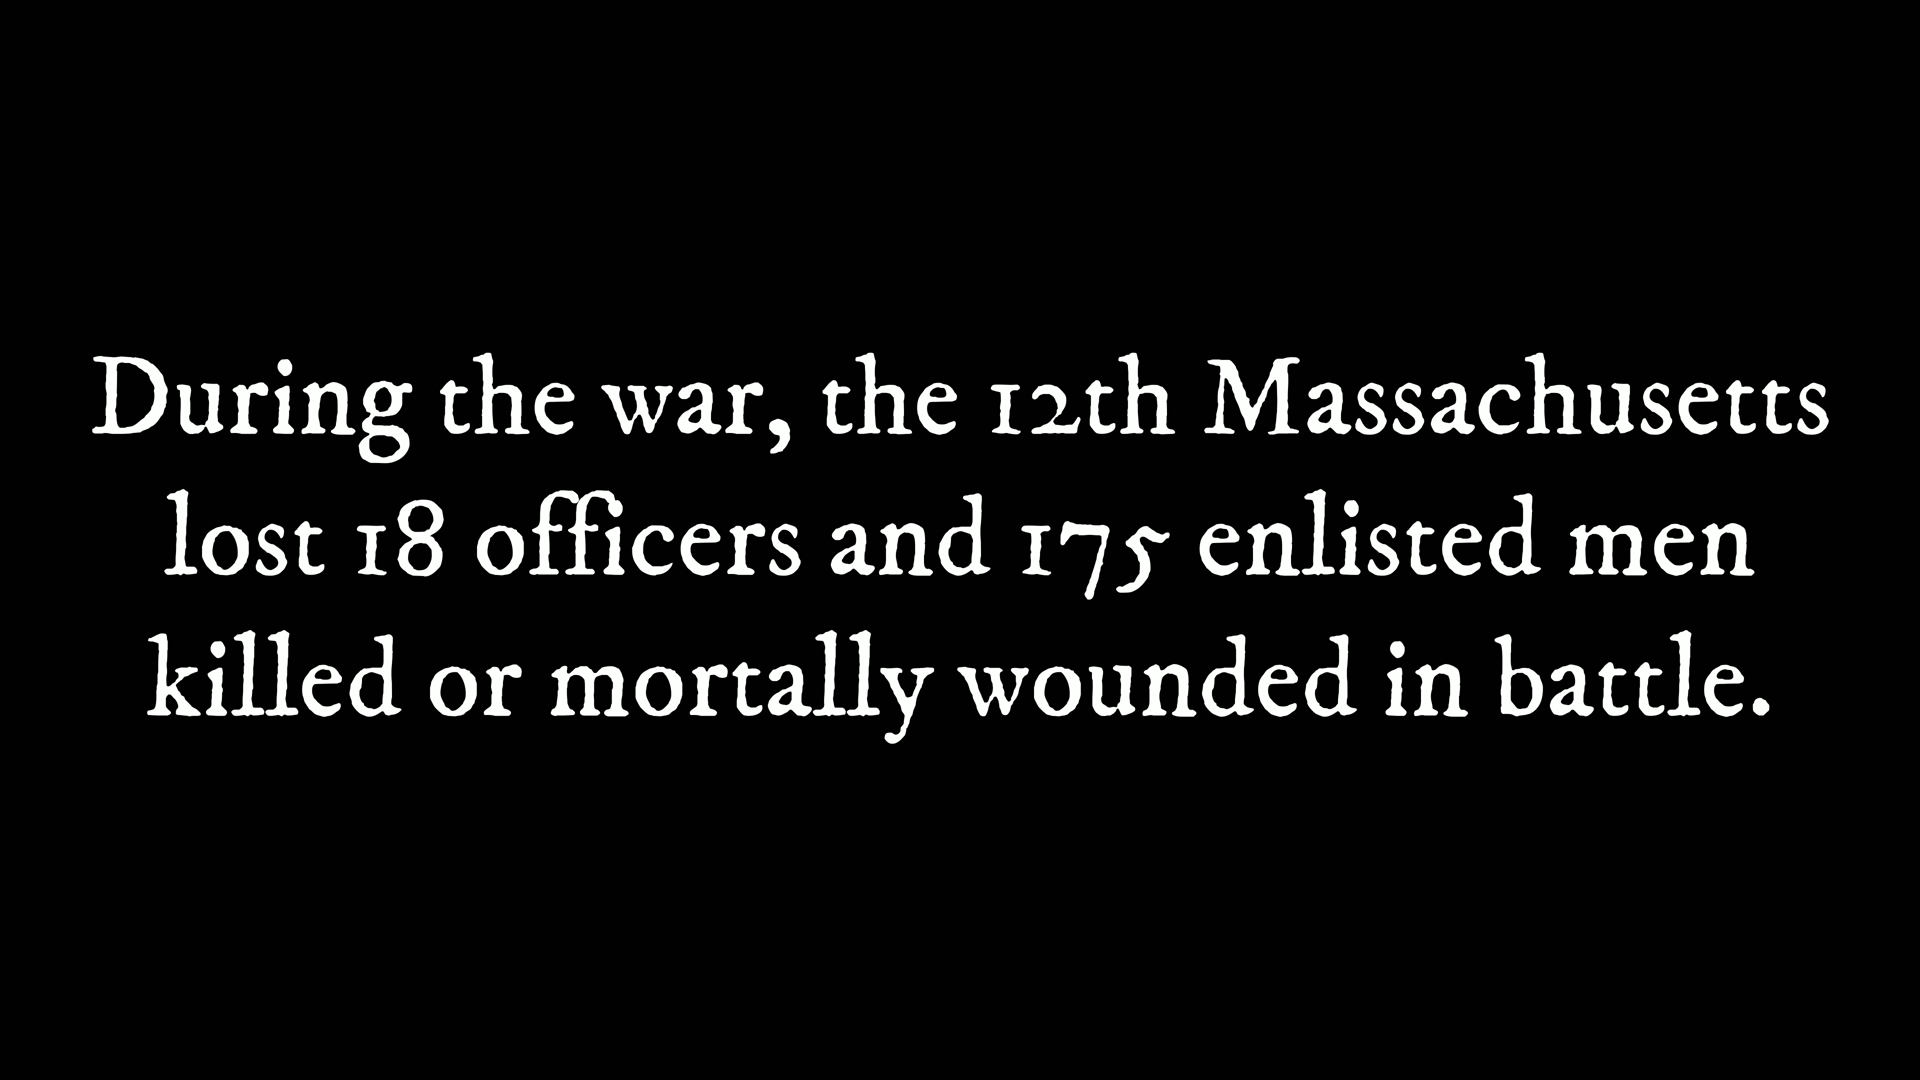 During the war, the 12th Massachusetts
lost 18 officers and 175 enlisted men
killed or mortally wounded in battle.